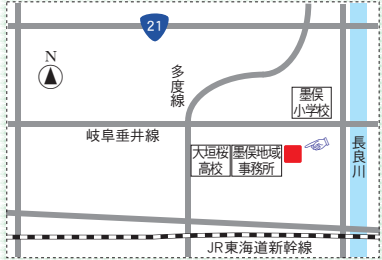 21
N
多度線
墨俣
小学校
岐阜垂井線
大垣桜
高校
墨俣地域
事務所
長良川
JR東海道新幹線